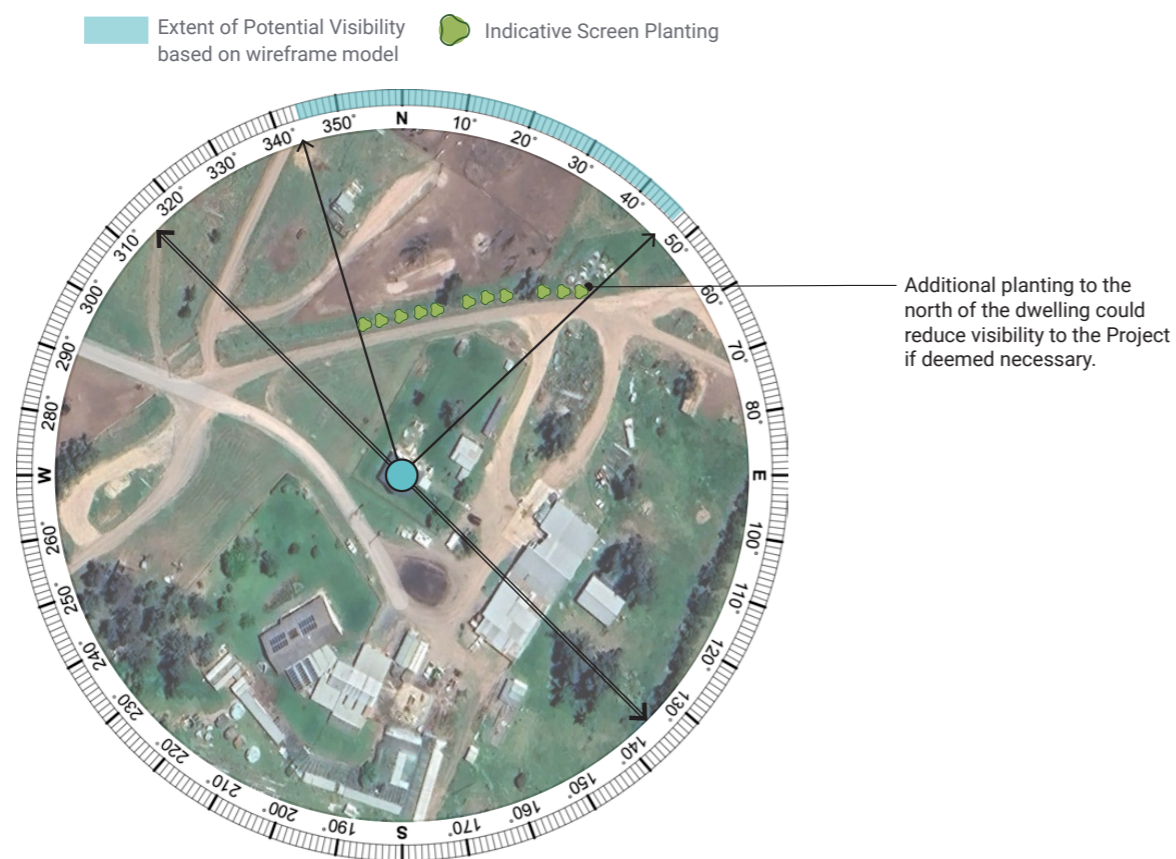 Extent of Potential Visibility
based on wireframe model
Indicative Screen Planting
N
10°
20°
30°
40°
50°
60°
70°
80°
E
100°
110°
120°
130°
140°
150°
160°
170°
S
190°
200°
210°
220°
230°
240°
250°
260°
W
280°
290°
300°
310°
320°
330°
340°
350°
Additional planting to the
north of the dwelling could
reduce visibility to the Project
if deemed necessary.